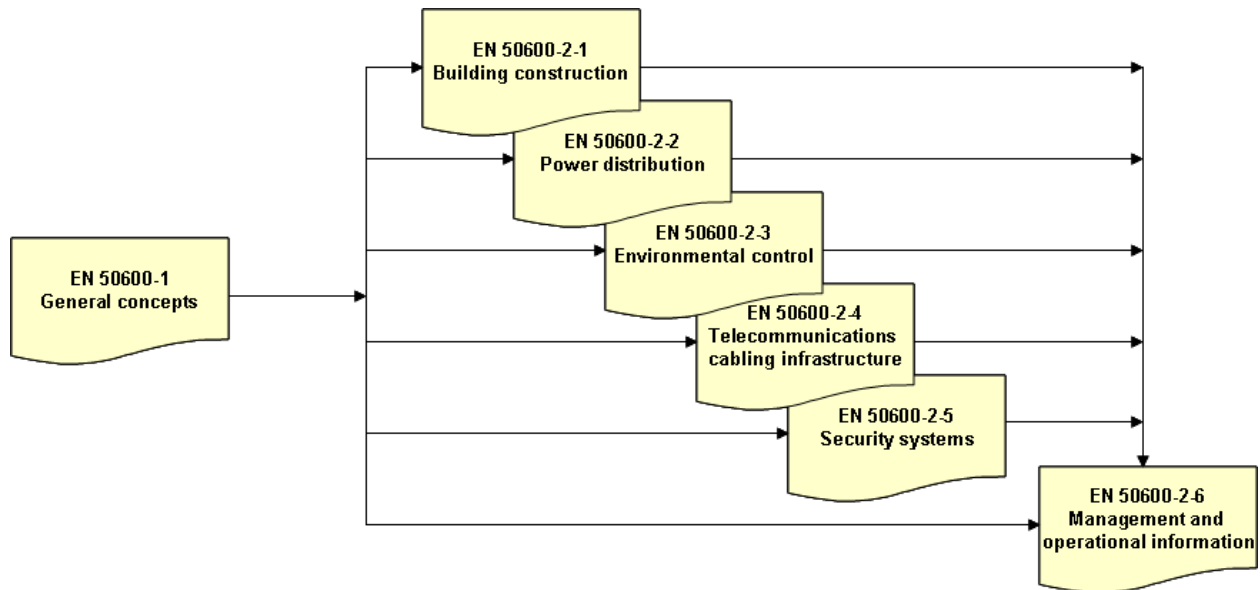 EN 50600-2-1
Building construction
EN 50600-2-2
Power distribution
EN 50600-2-3
Environmental control
EN 50600-1
General concepts
EN 50600-2-4
Telecommunications
cabling infrastructure
EN 50600-2-5
Security systems
EN 50600-2-6
Management and
operational information